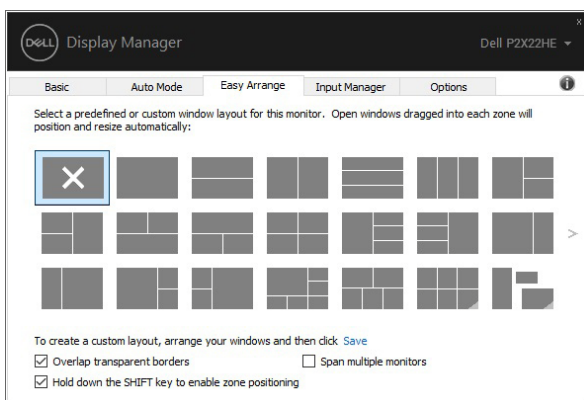 DELL Display Manager Dell P2X22HE
Basic Auto Mode Easy Arrange Input Manager Options
Select a predefined or custom window layout for this monitor. Open windows dragged into each zone will
position and resize automatically:
To create a custom layout, arrange your windows and then click Save
Overlap transparent borders Span multiple monitors
Hold down the SHIFT key to enable zone positioning